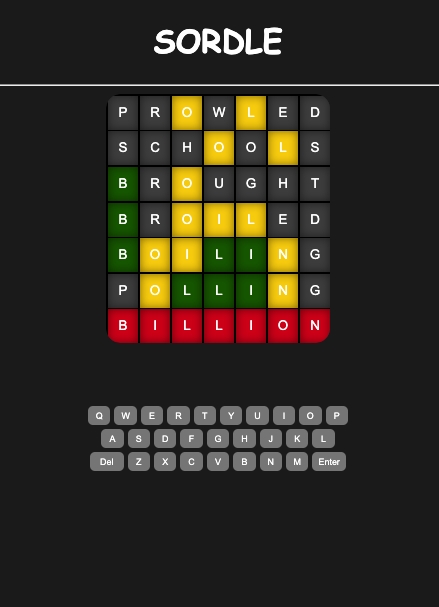 SORDLE
P R O W L E D
S C H O O L S
B R O U G H T
B R O I L E D
B O I L I N G
P O L L I N G
B I L L I O N
Q W E R T Y U I O P
A S D F G H J K L
Del Z X C V B N M Enter